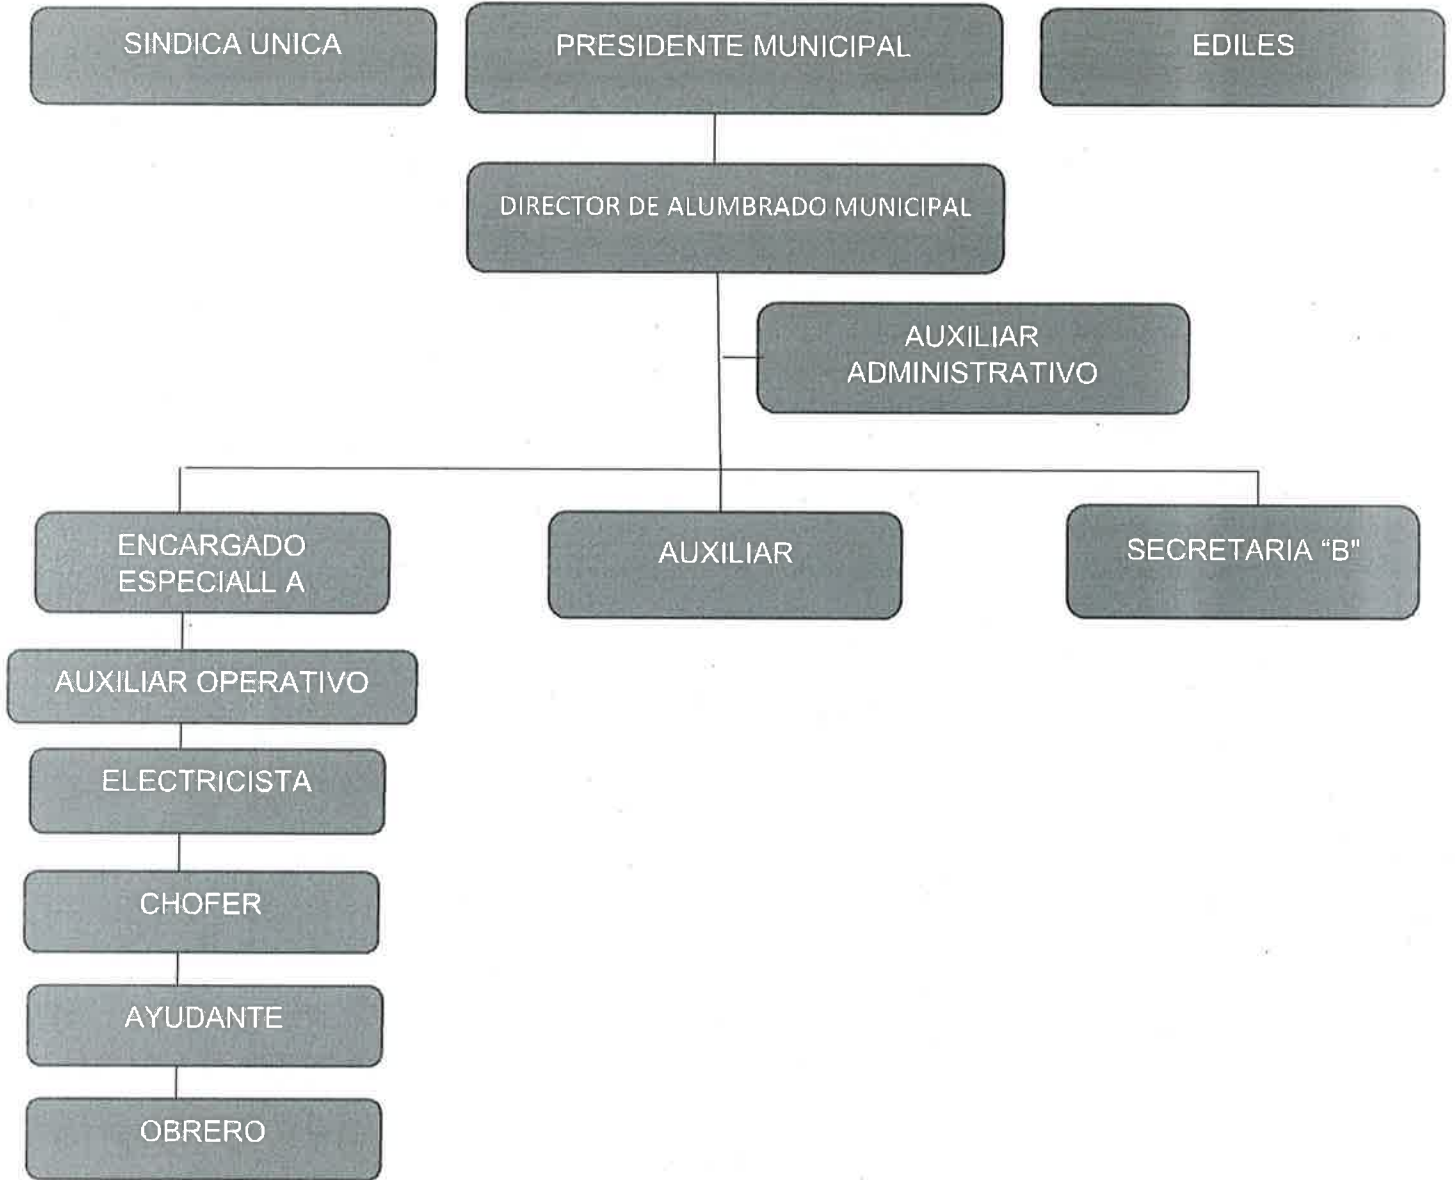 SINDICA UNICA
PRESIDENTE MUNICIPAL
EDILES
DIRECTOR DE ALUMBRADO MUNICIPAL
AUXILIAR
ADMINISTRATIVO
ENCARGADO
ESPECIALL A
AUXILIAR
SECRETARIA “B"
AUXILIAR OPERATIVO
ELECTRICISTA
CHOFER
AYUDANTE
OBRERO